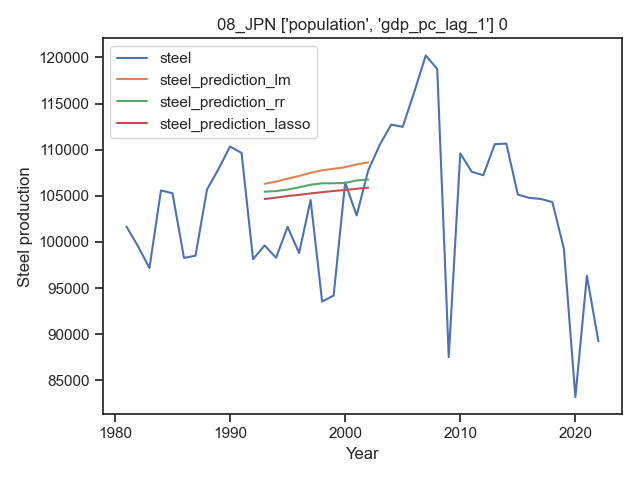 08_JPN ['population', 'gdp_pc_lag_1'] 0
steel
steel_prediction_lm
steel_prediction_rr
steel_prediction_lasso
120000
115000
110000
105000
100000
95000
90000
85000
Steel production
1980
1990
2000
2010
2020
Year